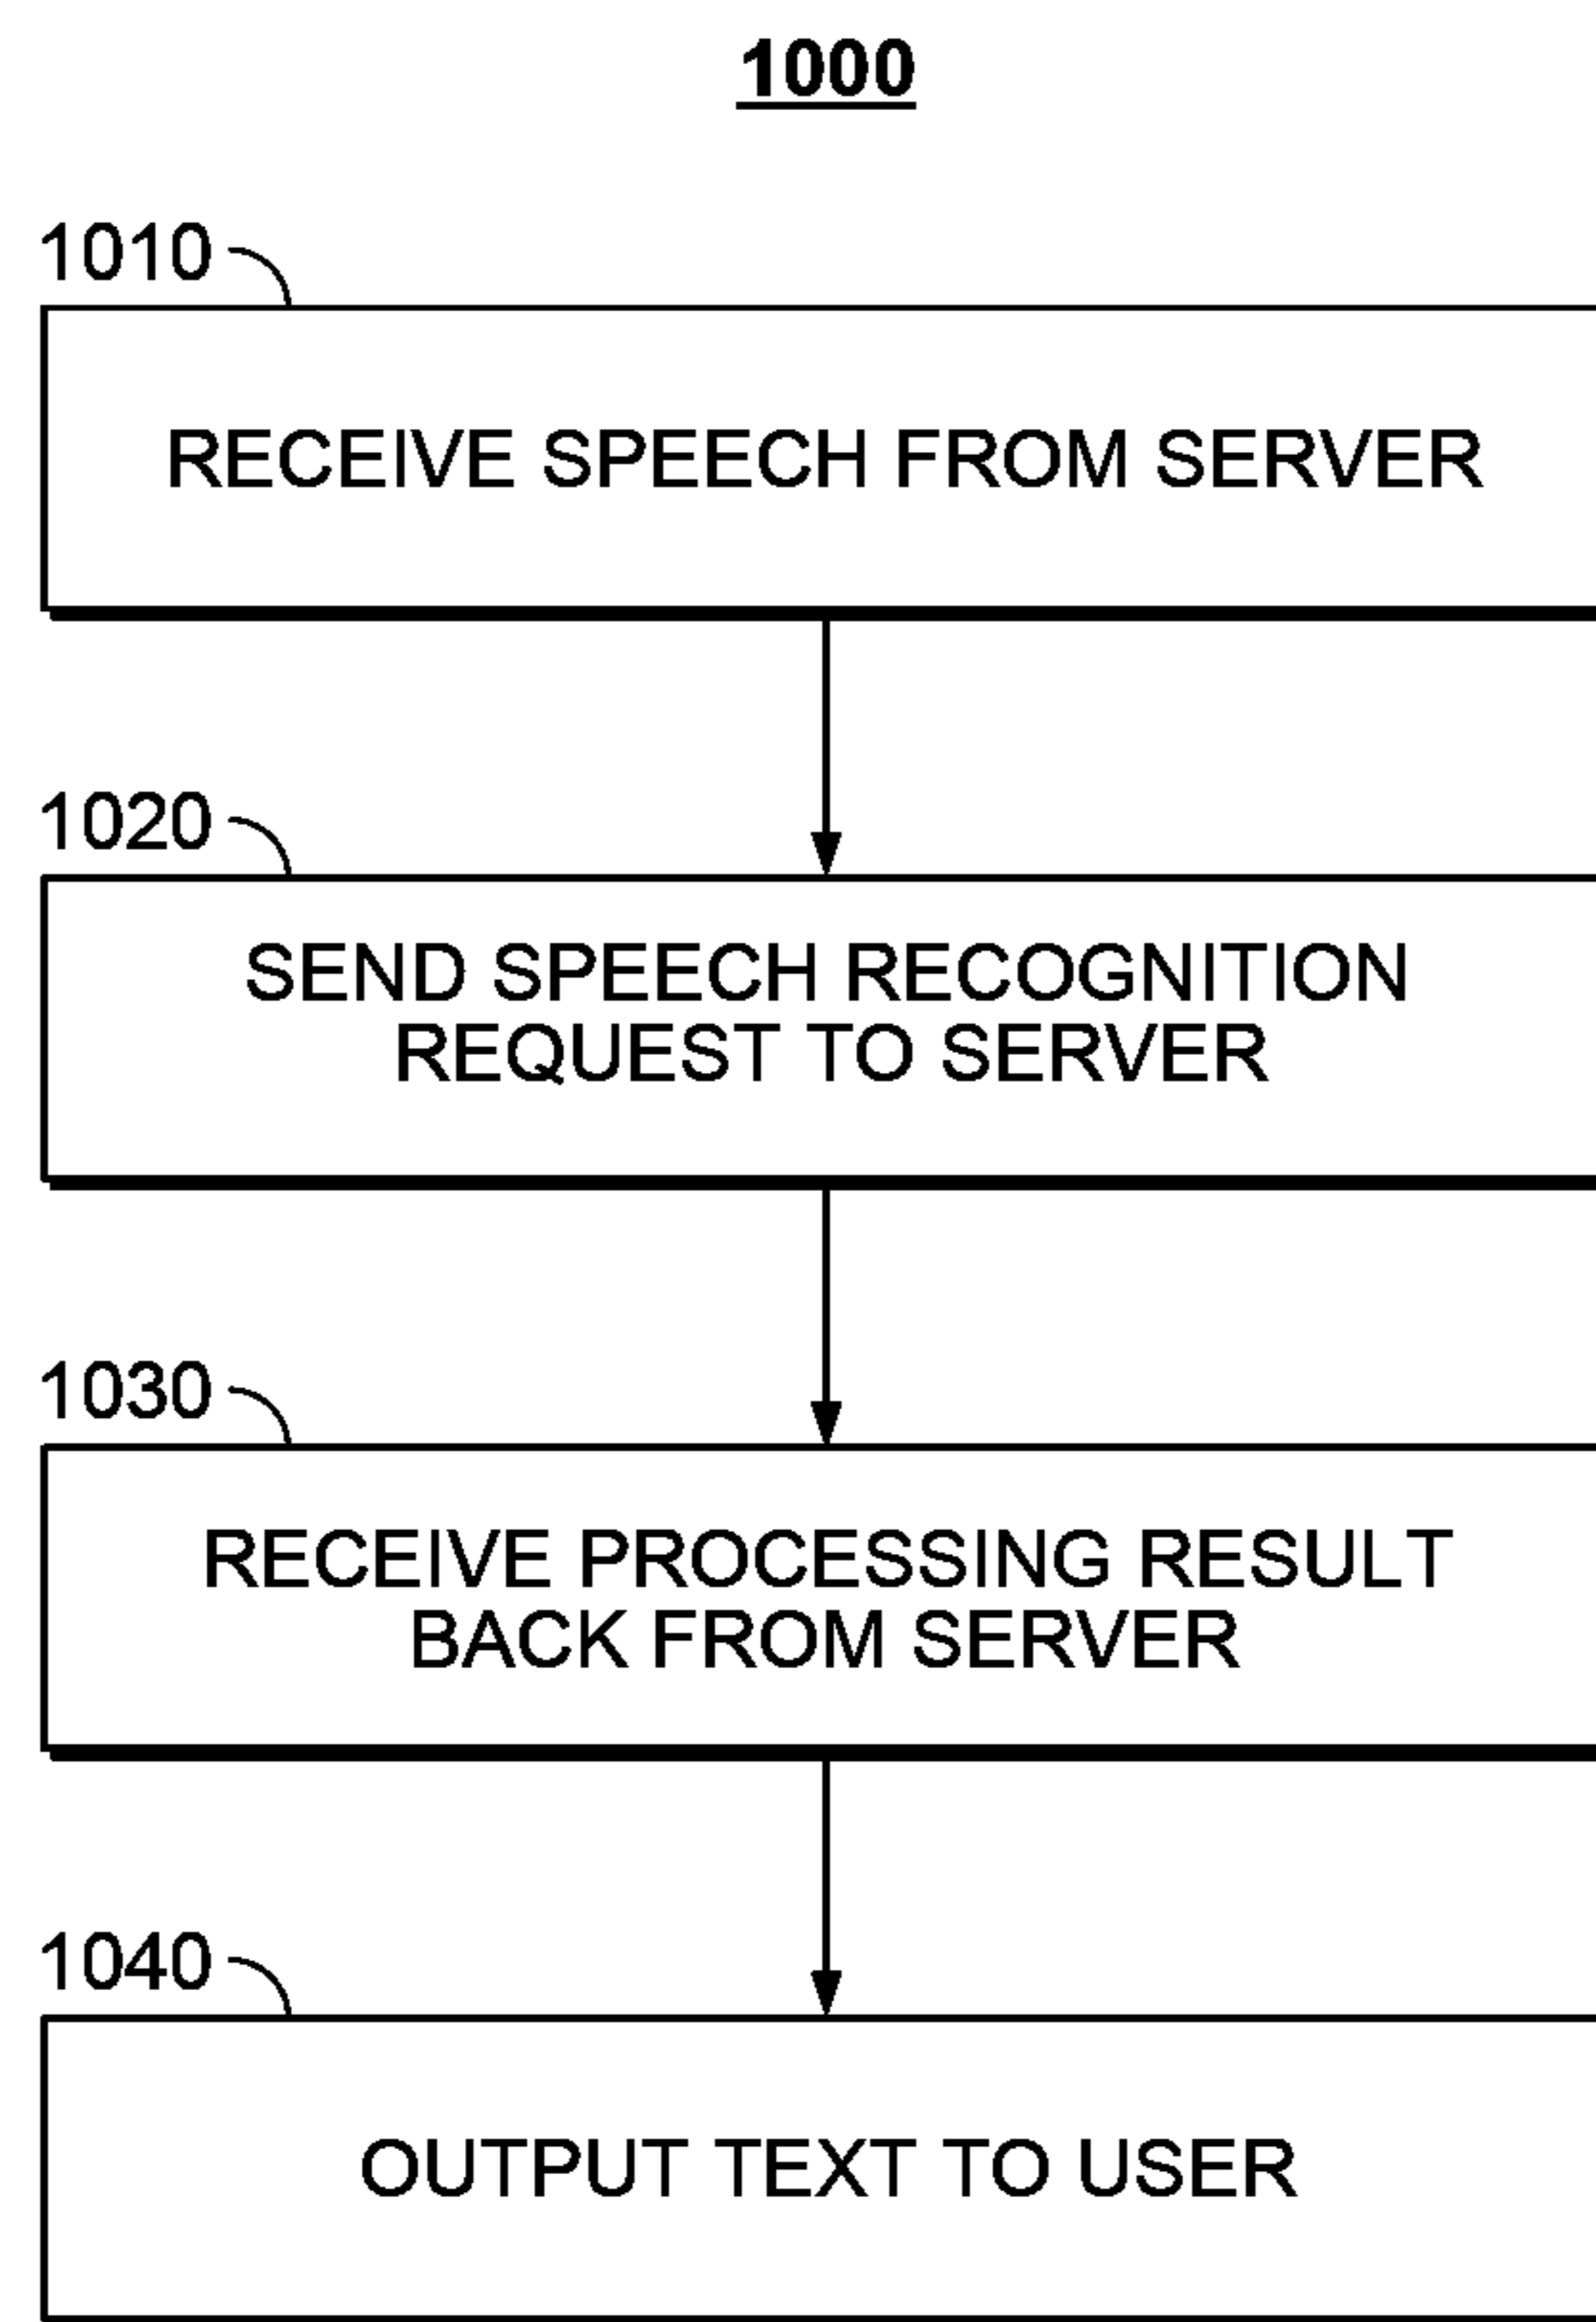 1000
1010
RECEIVE SPEECH FROM SERVER
1020
SEND SPEECH RECOGNITION
REQUEST TO SERVER
1030
RECEIVE PROCESSING RESULT
BACK FROM SERVER
1040
OUTPUT TEXT TO USER